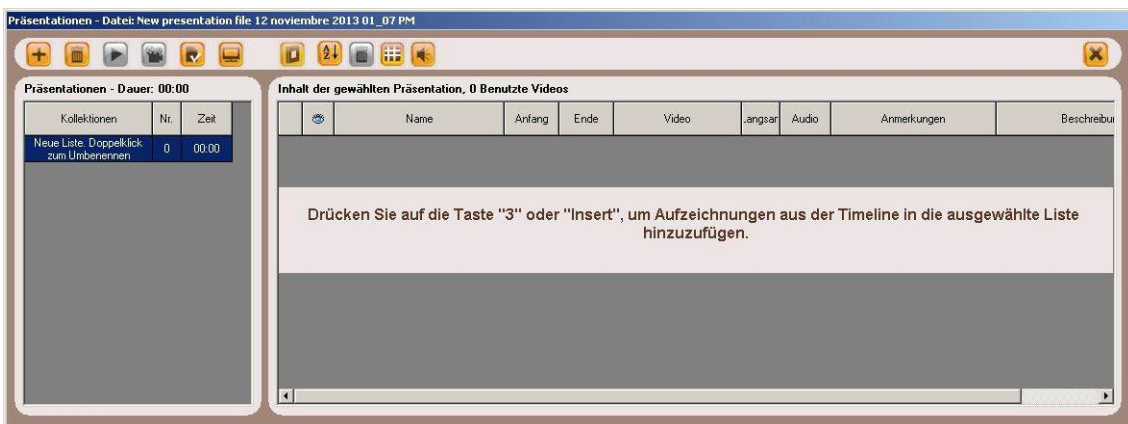 Präsentationen - Datei: New presentation file 12 noviembre 2013 01_07 PM
Präsentationen - Dauer: 00:00
Inhalt der gewählten Präsentation, 0 Benutzte Videos
Kollektionen Nr. Zeit
Name Anfang Ende Video .angsar Audio Anmerkungen Beschreibur
Neue Liste. Doppelklick
zum Umbenennen 0 00:00
Drücken Sie auf die Taste "3" oder "Insert", um Aufzeichnungen aus der Timeline in die ausgewählte Liste
hinzuzufügen.